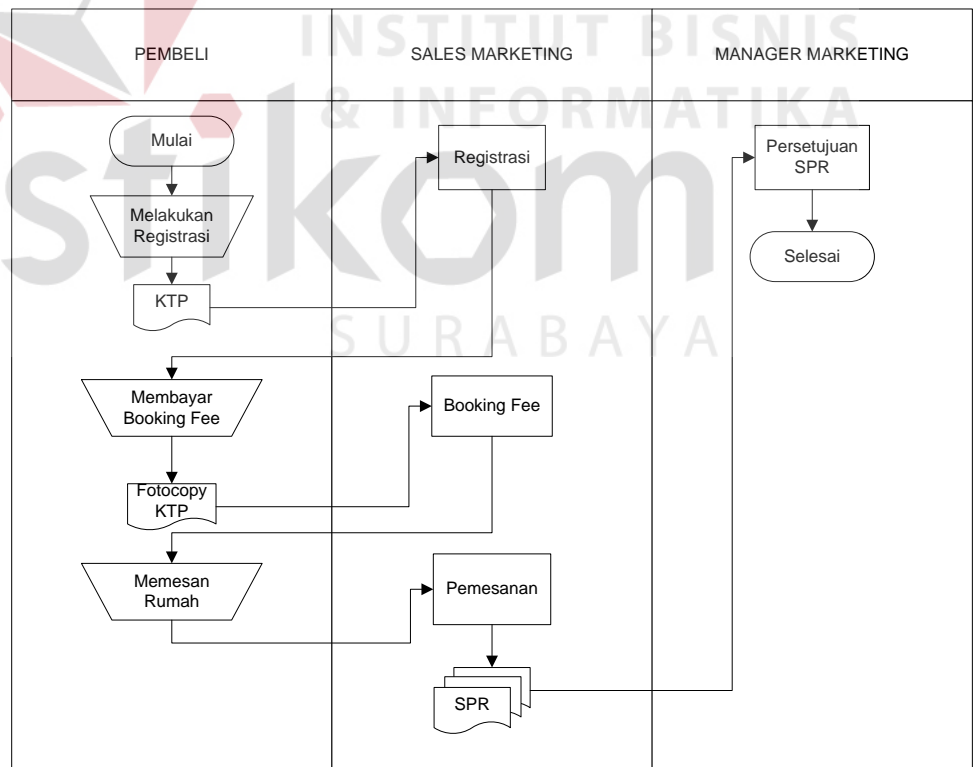 INSTITUT BISNIS
& INFORMATIKA
stikom
SURABAYA
PEMBELI
SALES MARKETING
MANAGER MARKETING
Mulai
Registrasi
Persetujuan
SPR
Melakukan
Registrasi
Selesai
KTP
Membayar
Booking Fee
Booking Fee
Fotocopy
KTP
Memesan
Rumah
Pemesanan
SPR